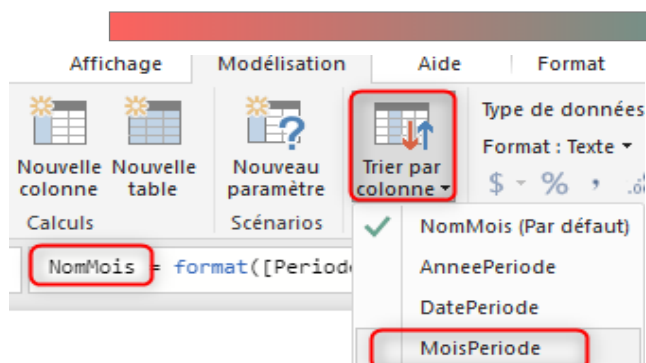 Affichage Modélisation Aide Format
Nouvelle colonne
Nouvelle table
Nouveau paramètre
Trier par colonne
Type de données
Format : Texte
$ % ,
Calculs Scénarios
NomMois = format([Period
NomMois (Par défaut)
AnneePeriode
DatePeriode
MoisPeriode